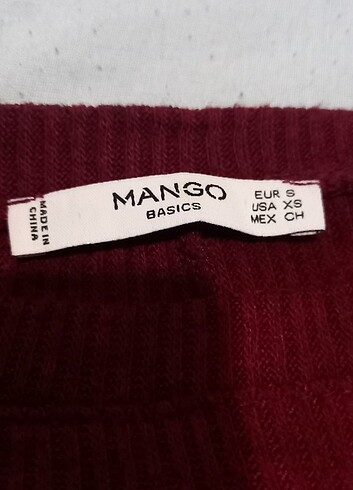 MADE IN
CHINA
MANGO
BASICS
EUR S
USA XS
MEX CH